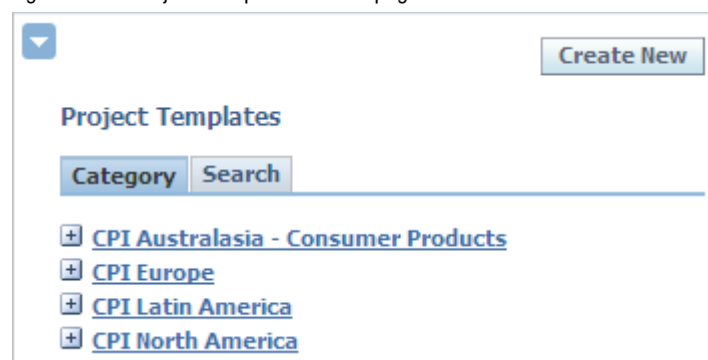 Create New
Project Templates
Category Search
CPI Australasia - Consumer Products
CPI Europe
CPI Latin America
CPI North America